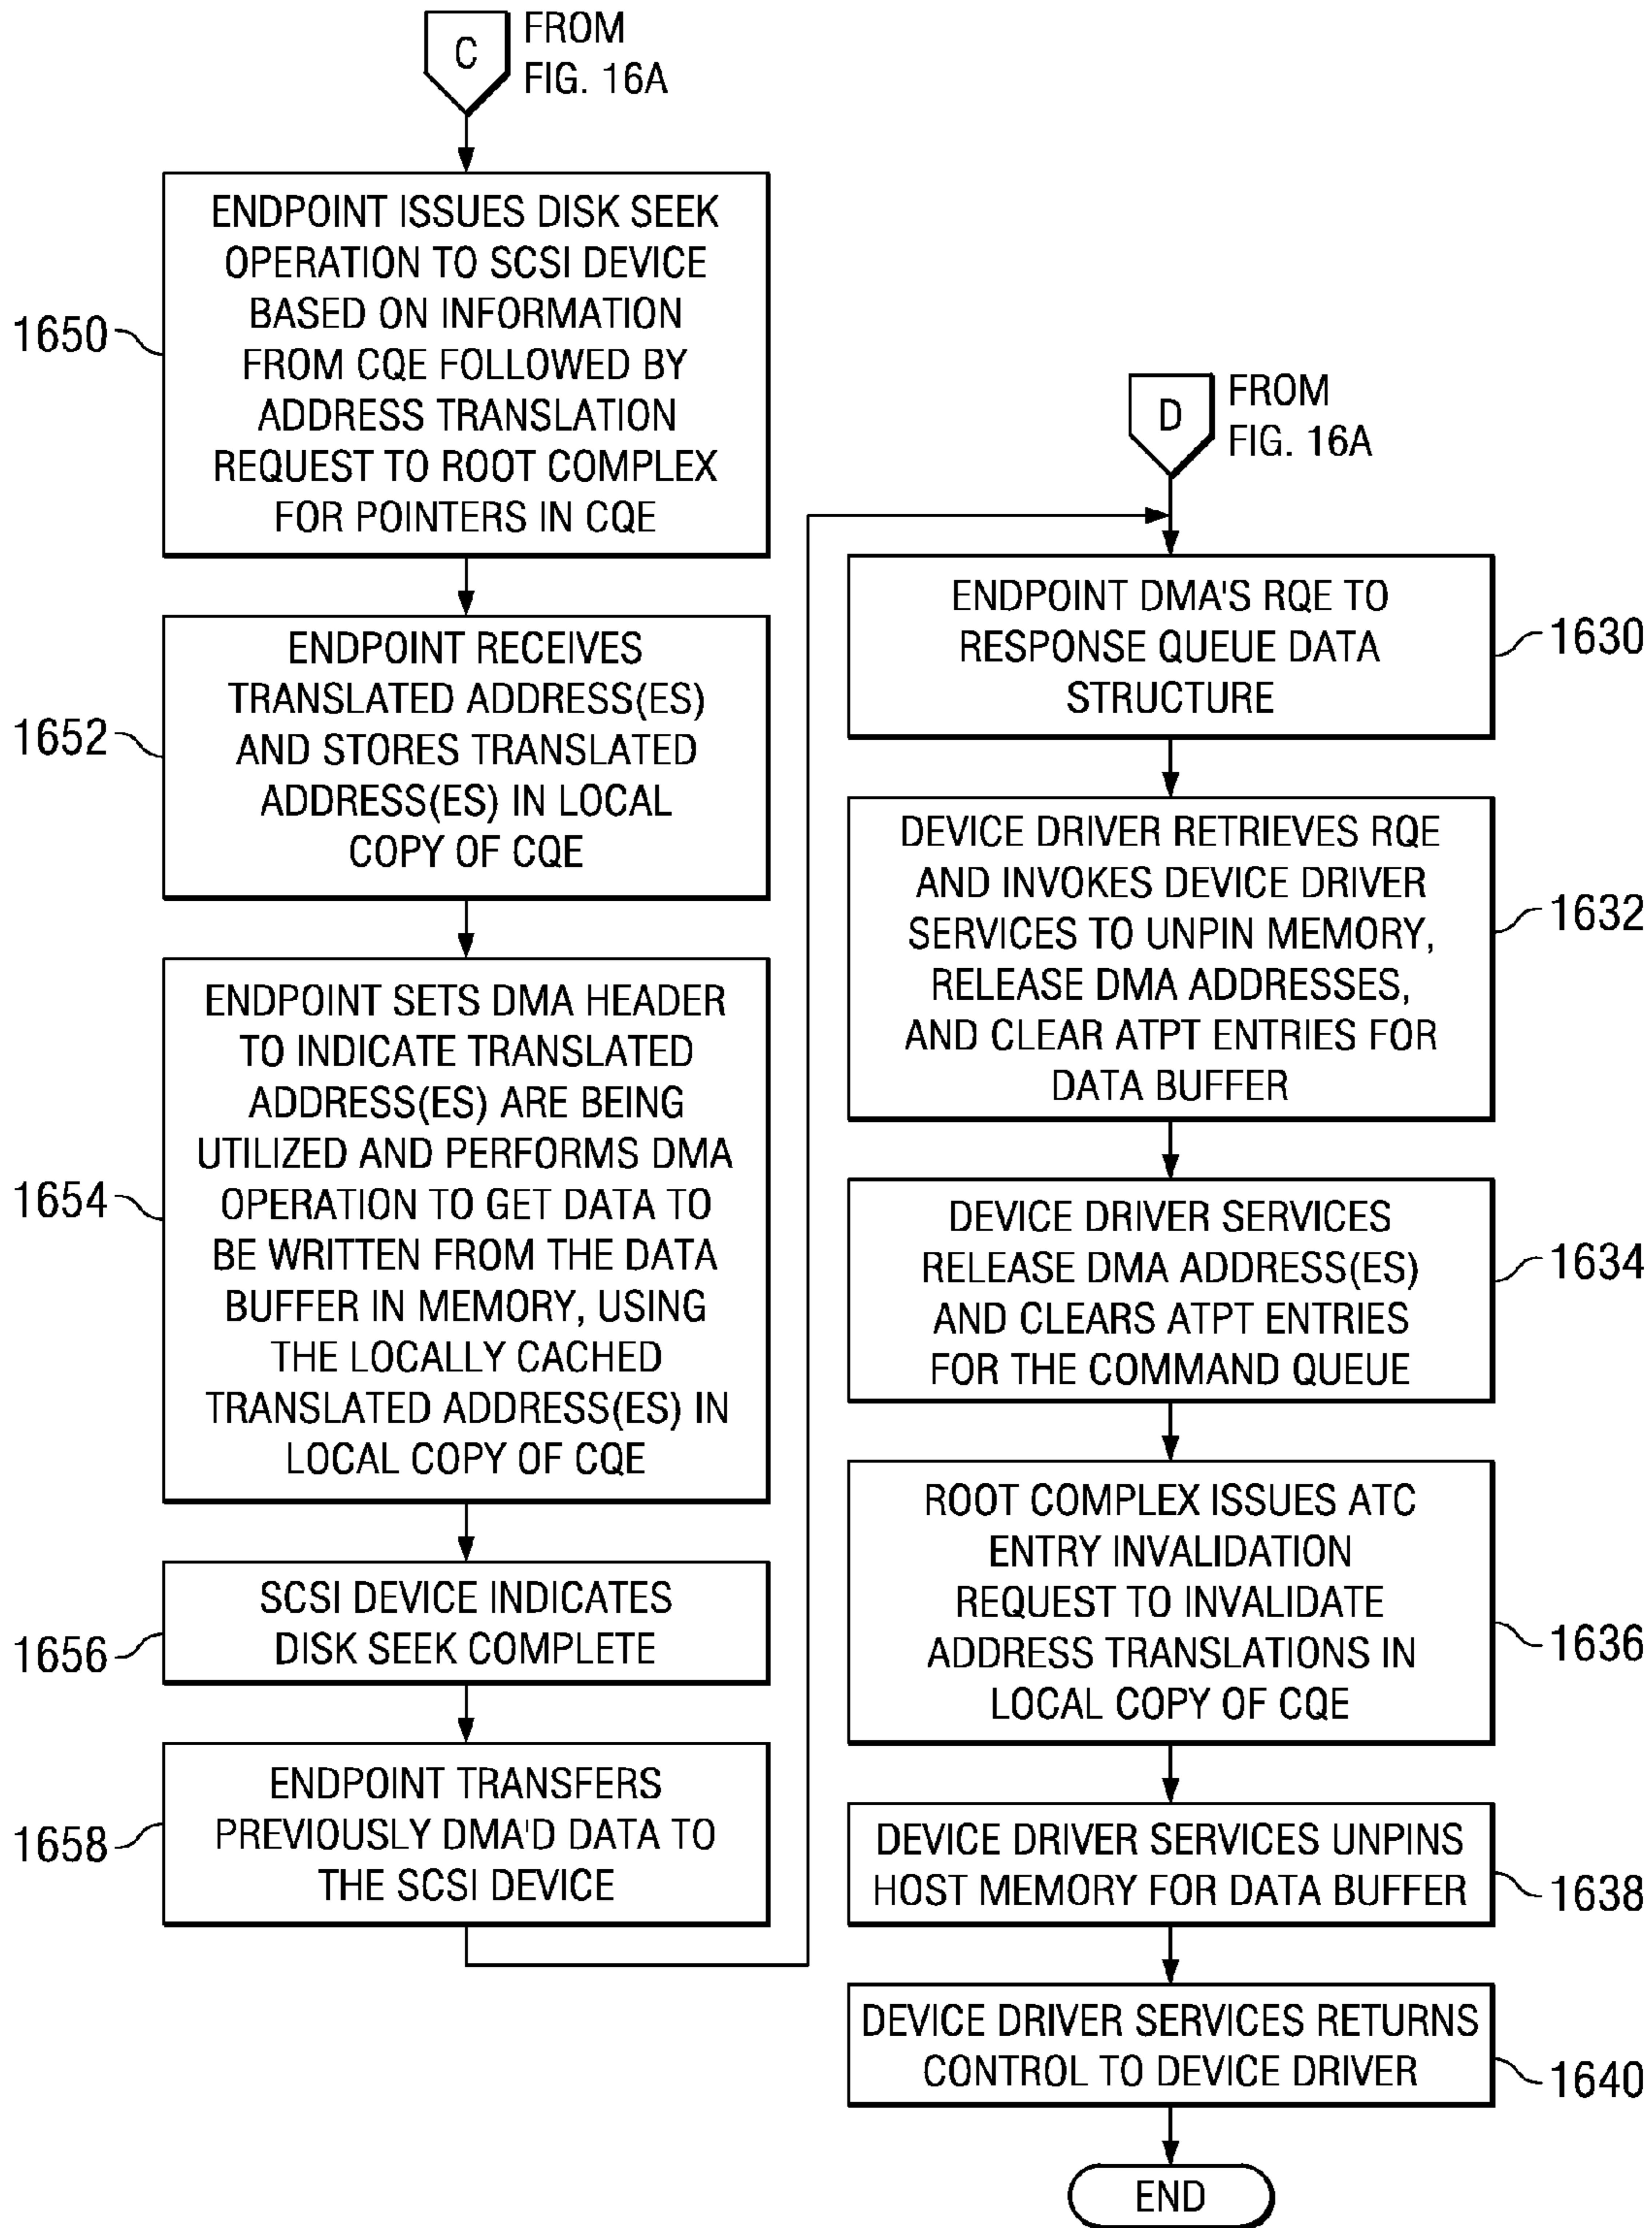 C
FROM
FIG. 16A
ENDPOINT ISSUES DISK SEEK
OPERATION TO SCSI DEVICE
BASED ON INFORMATION
FROM CQE FOLLOWED BY
ADDRESS TRANSLATION
REQUEST TO ROOT COMPLEX
FOR POINTERS IN CQE
1650
ENDPOINT RECEIVES
TRANSLATED ADDRESS(ES)
AND STORES TRANSLATED
ADDRESS(ES) IN LOCAL
COPY OF CQE
1652
ENDPOINT SETS DMA HEADER
TO INDICATE TRANSLATED
ADDRESS(ES) ARE BEING
UTILIZED AND PERFORMS DMA
OPERATION TO GET DATA TO
BE WRITTEN FROM THE DATA
BUFFER IN MEMORY, USING
THE LOCALLY CACHED
TRANSLATED ADDRESS(ES) IN
LOCAL COPY OF CQE
1654
SCSI DEVICE INDICATES
DISK SEEK COMPLETE
1656
ENDPOINT TRANSFERS
PREVIOUSLY DMA'D DATA TO
THE SCSI DEVICE
1658
D
FROM
FIG. 16A
ENDPOINT DMA'S RQE TO
RESPONSE QUEUE DATA
STRUCTURE
1630
DEVICE DRIVER RETRIEVES RQE
AND INVOKES DEVICE DRIVER
SERVICES TO UNPIN MEMORY,
RELEASE DMA ADDRESSES,
AND CLEAR ATPT ENTRIES FOR
DATA BUFFER
1632
DEVICE DRIVER SERVICES
RELEASE DMA ADDRESS(ES)
AND CLEARS ATPT ENTRIES
FOR THE COMMAND QUEUE
1634
ROOT COMPLEX ISSUES ATC
ENTRY INVALIDATION
REQUEST TO INVALIDATE
ADDRESS TRANSLATIONS IN
LOCAL COPY OF CQE
1636
DEVICE DRIVER SERVICES UNPINS
HOST MEMORY FOR DATA BUFFER
1638
DEVICE DRIVER SERVICES RETURNS
CONTROL TO DEVICE DRIVER
1640
END